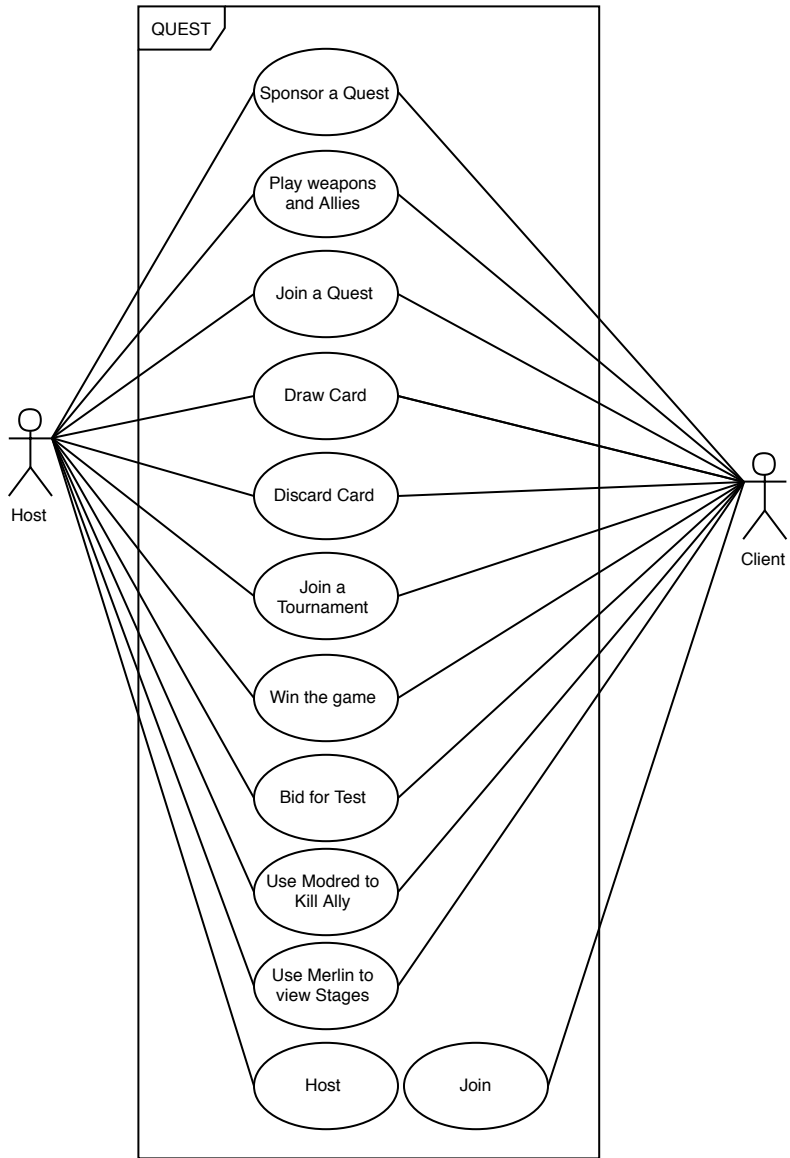 QUEST
Sponsor a Quest
Play weapons
and Allies
Join a Quest
Draw Card
Discard Card
Host
Client
Join a
Tournament
Win the game
Bid for Test
Use Modred to
Kill Ally
Use Merlin to
view Stages
Host
Join